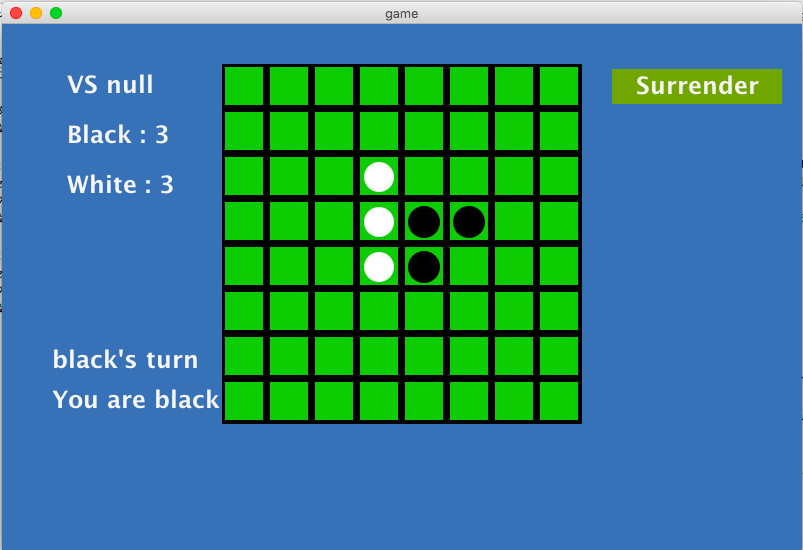 game
VS null
Surrender
Black : 3
White : 3
black's turn
You are black